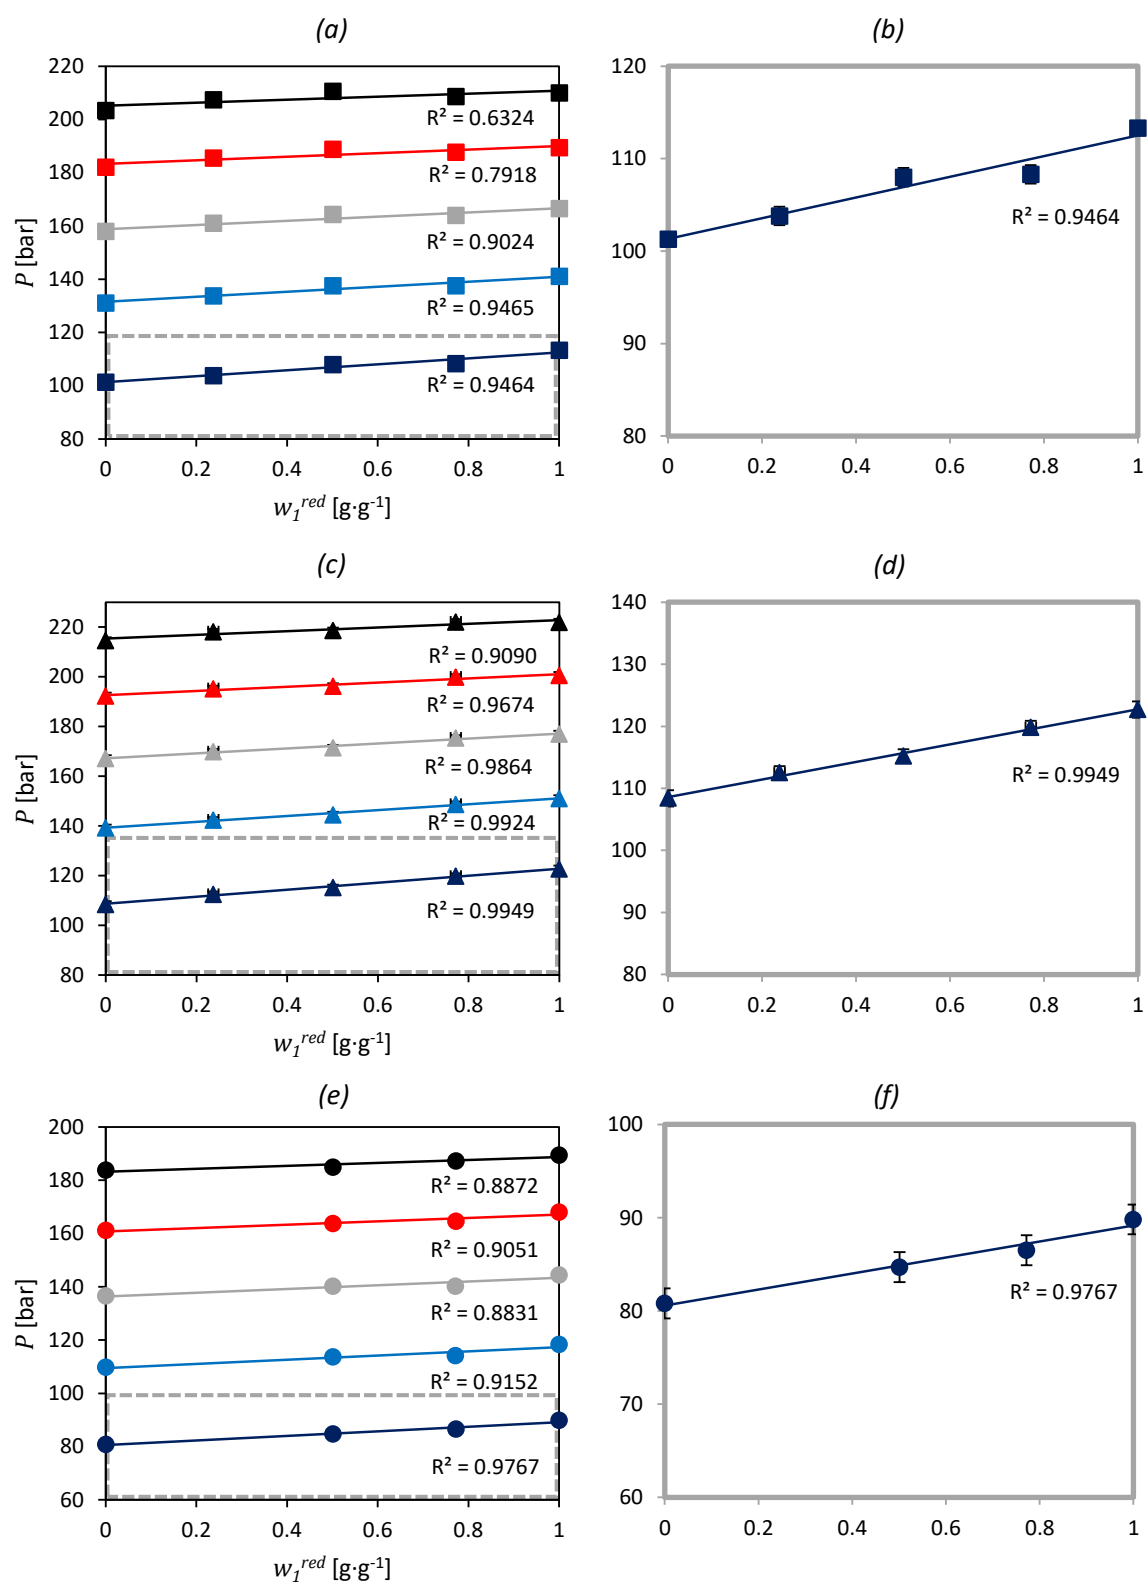 (a)
P [bar]
220
200
180
160
140
120
100
80
R² = 0.6324
R² = 0.7918
R² = 0.9024
R² = 0.9465
R² = 0.9464
0 0.2 0.4 0.6 0.8 1
w₁ʳᵉᵈ [g·g⁻¹]
(b)
120
110
100
90
80
R² = 0.9464
0 0.2 0.4 0.6 0.8 1
(c)
P [bar]
220
200
180
160
140
120
100
80
R² = 0.9090
R² = 0.9674
R² = 0.9864
R² = 0.9924
R² = 0.9949
0 0.2 0.4 0.6 0.8 1
w₁ʳᵉᵈ [g·g⁻¹]
(d)
140
130
120
110
100
90
80
R² = 0.9949
0 0.2 0.4 0.6 0.8 1
(e)
P [bar]
200
180
160
140
120
100
80
60
R² = 0.8872
R² = 0.9051
R² = 0.8831
R² = 0.9152
R² = 0.9767
0 0.2 0.4 0.6 0.8 1
w₁ʳᵉᵈ [g·g⁻¹]
(f)
100
90
80
70
60
R² = 0.9767
0 0.2 0.4 0.6 0.8 1